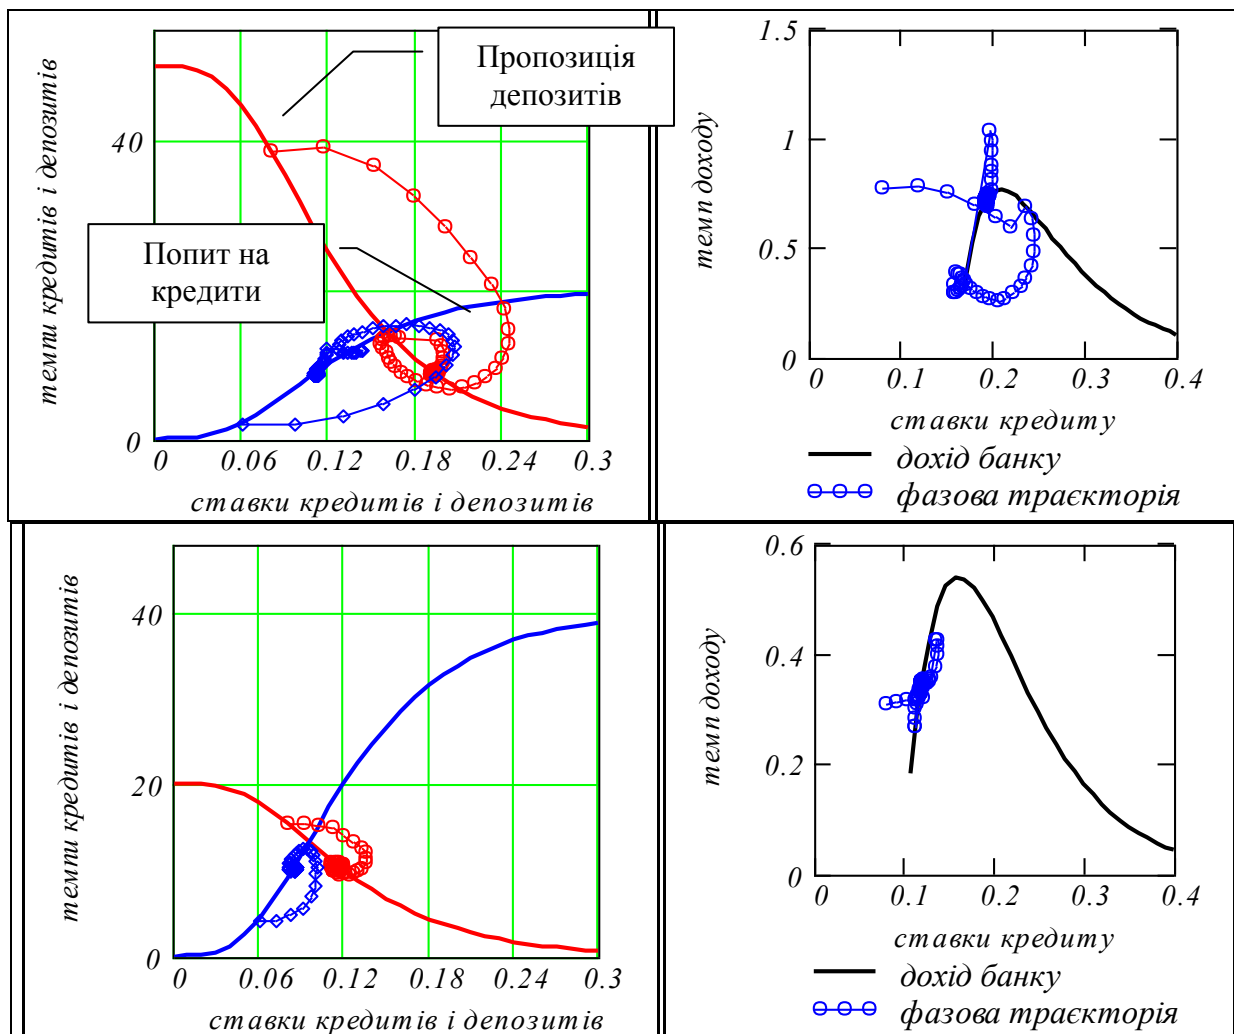 темпи кредитів і депозитів
40
0
Пропозиція
депозитів
Попит на
кредити
0 0.06 0.12 0.18 0.24 0.3
ставки кредитів і депозитів
темп доходу
1.5
1
0.5
0
0 0.1 0.2 0.3 0.4
ставки кредиту
дохід банку
фазова траєкторія
темпи кредитів і депозитів
40
20
0
0 0.06 0.12 0.18 0.24 0.3
ставки кредитів і депозитів
темп доходу
0.6
0.4
0.2
0
0 0.1 0.2 0.3 0.4
ставки кредиту
дохід банку
фазова траєкторія